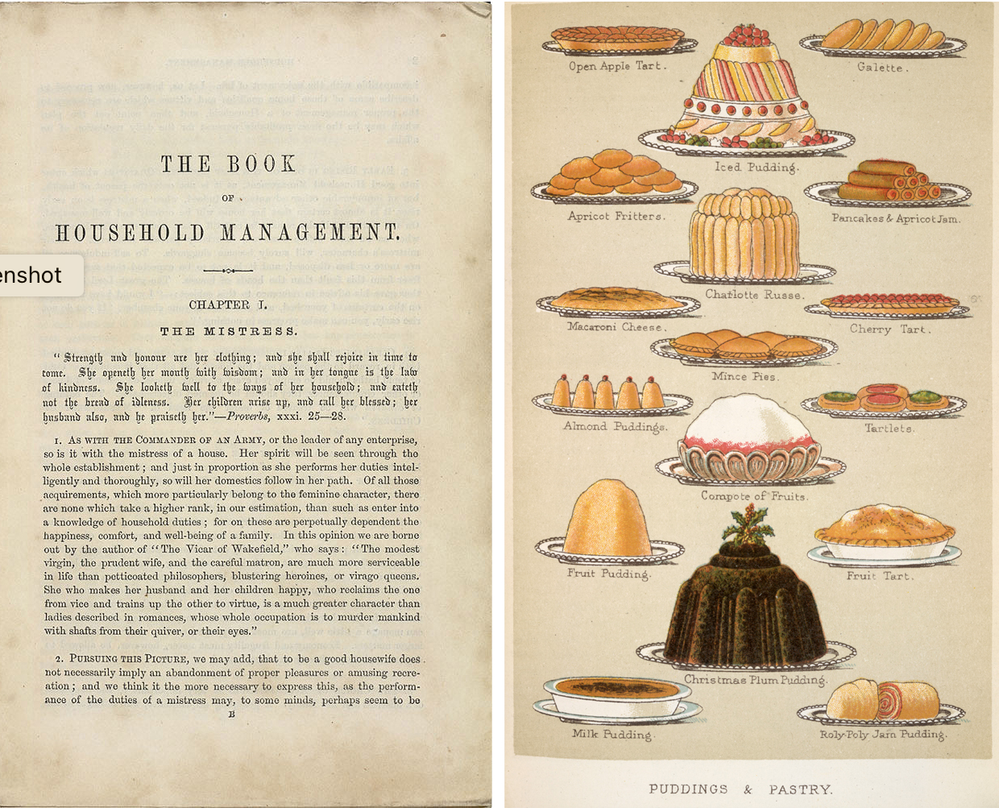 THE BOOK
OF
HOUSEHOLD MANAGEMENT.
enshot
CHAPTER I.
THE MISTRESS.
"Strength and honour are her clothing; and she shall rejoice in time to
come. She openeth her mouth with wisdom; and in her tongue is the law
of kindness. She looketh well to the ways of her household; and eateth
not the bread of idleness. Her children arise up, and call her blessed; her
husband also, and he praiseth her."—Proverbs, xxxi. 25—28.
1. AS WITH THE COMMANDER OF AN ARMY, or the leader of any enterprise,
so is it with the mistress of a house. Her spirit will be seen through the
whole establishment; and just in proportion as she performs her duties intel-
ligently and thoroughly, so will her domestics follow in her path. Of all those
acquirements, which more particularly belong to the feminine character, there
are none which take a higher rank, in our estimation, than such as enter into
a knowledge of household duties; for on these are perpetually dependent the
happiness, comfort, and well-being of a family. In this opinion we are borne
out by the author of "The Vicar of Wakefield," who says: "The modest
virgin, the prudent wife, and the careful matron, are much more serviceable
in life than petticoated philosophers, blustering heroines, or virago queens.
She who makes her husband and her children happy, who reclaims the one
from vice and trains up the other to virtue, is a much greater character than
ladies described in romances, whose whole occupation is to murder mankind
with shafts from their quiver, or their eyes."
2. PURSUING THIS PICTURE, we may add, that to be a good housewife does
not necessarily imply an abandonment of proper pleasures or amusing recre-
ation; and we think it the more necessary to express this, as the perform-
ance of the duties of a mistress may, to some minds, perhaps seem to be
B
Open Apple Tart.
Galette.
Iced Pudding.
Apricot Fritters.
Pancakes & Apricot Jam.
Charlotte Russe.
Macaroni Cheese.
Cherry Tart.
Mince Pies.
Almond Puddings.
Tartlets.
Compote of Fruits.
Fruit Pudding.
Fruit Tart.
Christmas Plum Pudding.
Milk Pudding.
Roly-Poly Jam Pudding.
PUDDINGS & PASTRY.